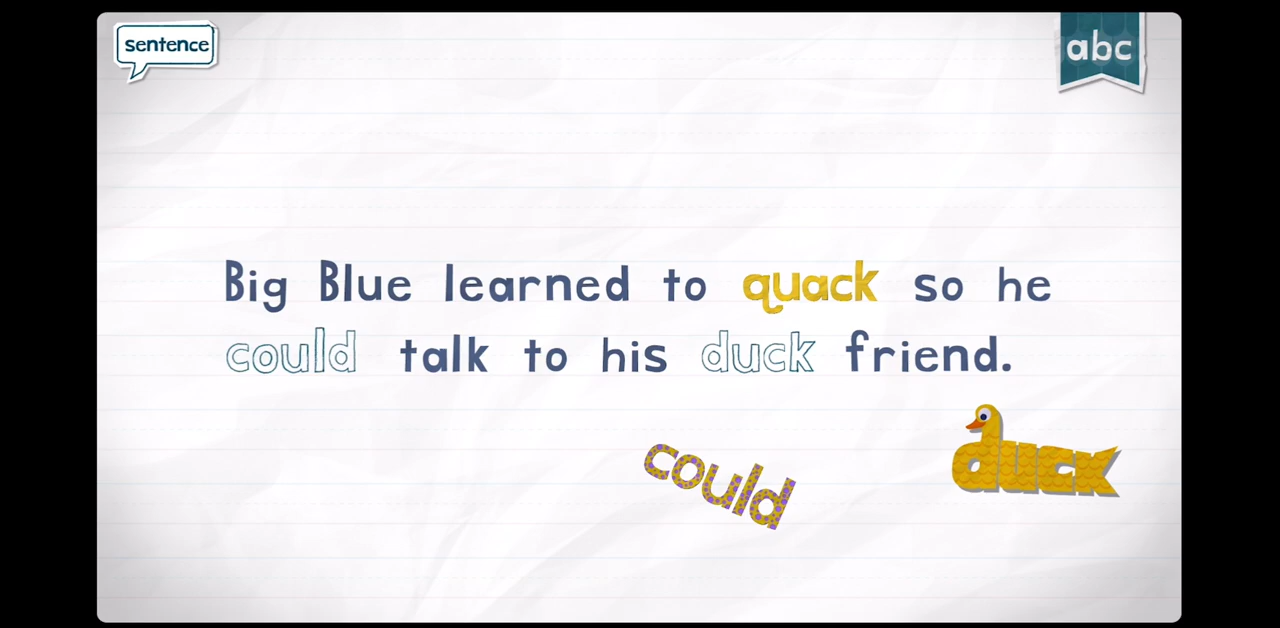 sentence
abc
Big Blue learned to quack so he
could talk to his duck friend.
could
duck